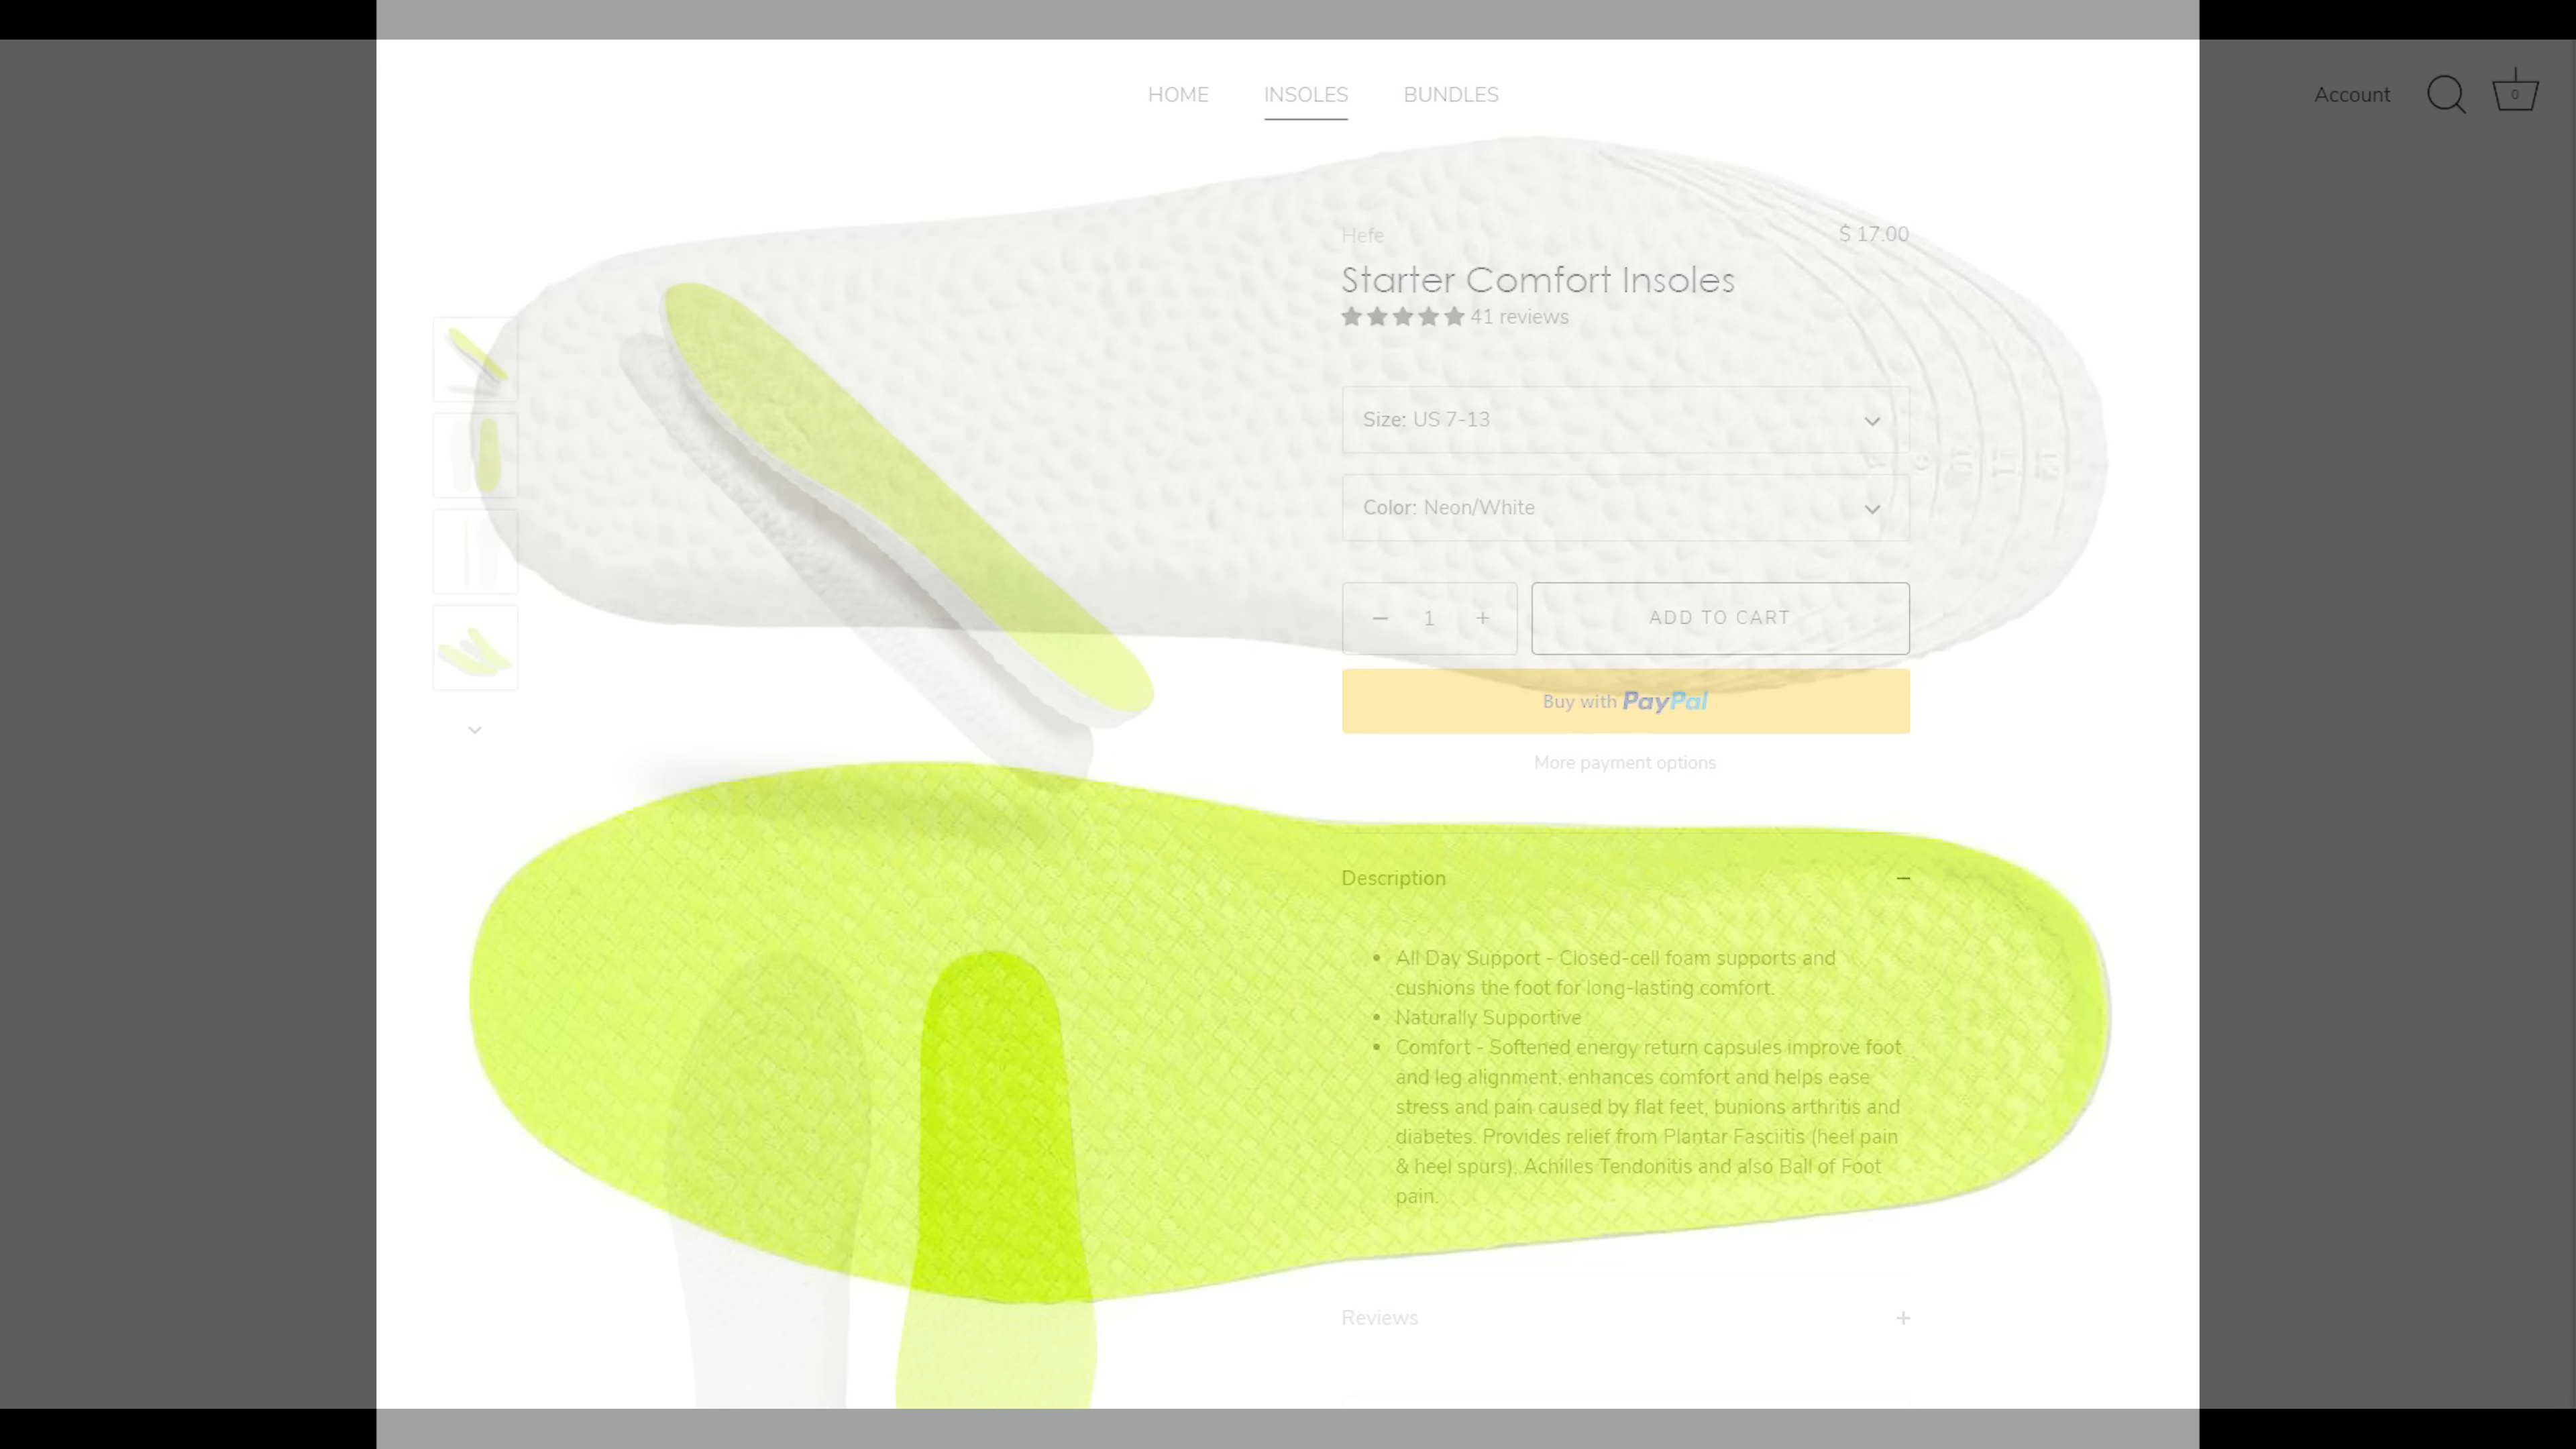 HOME INSOLES BUNDLES
Account
0
Hefe
$ 17.00
Starter Comfort Insoles
41 reviews
Size: US 7-13
Color: Neon/White
1
ADD TO CART
Buy with PayPal
More payment options
Description
All Day Support - Closed-cell foam supports and
cushions the foot for long-lasting comfort.
Naturally Supportive
Comfort - Softened energy return capsules improve foot
and leg alignment, enhances comfort and helps ease
stress and pain caused by flat feet, bunions arthritis and
diabetes. Provides relief from Plantar Fasciitis (heel pain
& heel spurs), Achilles Tendonitis and also Ball of Foot
pain.
Reviews